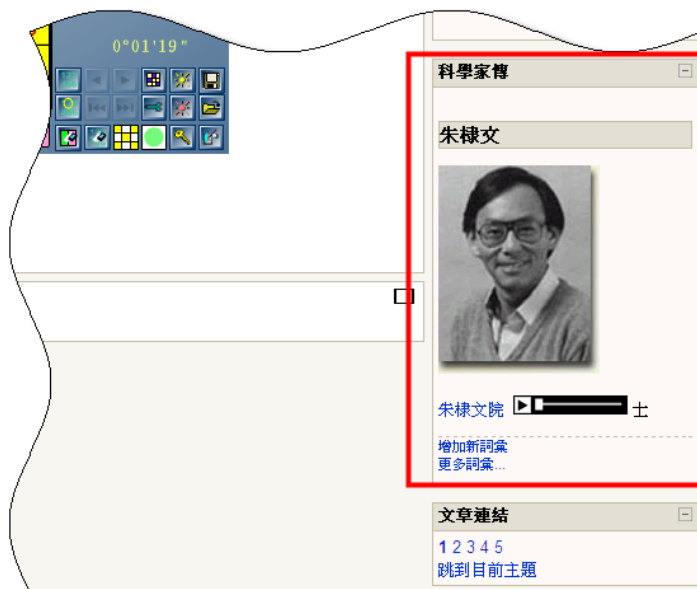 0°01'19"
科學家傳
朱棣文
朱棣文院 士
增加新詞彙
更多詞彙...
文章連結
1 2 3 4 5
跳到目前主題